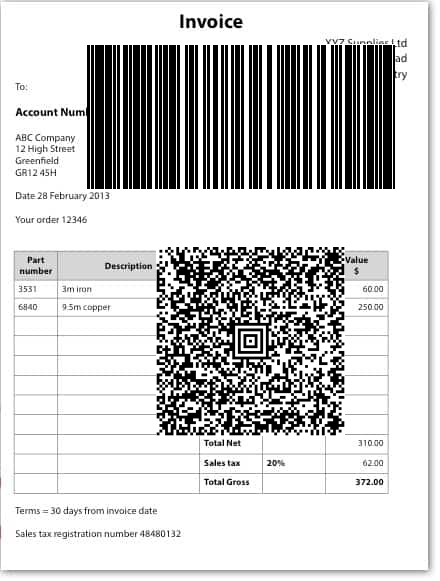 Invoice
XYZ Suppliers Ltd
ad
try
To:
Account Num
ABC Company
12 High Street
Greenfield
GR12 45H
Date 28 February 2013
Your order 12346
Part number Description Value $
3531 3m iron 60.00
6840 9.5m copper 250.00
Total Net 310.00
Sales tax 20% 62.00
Total Gross 372.00
Terms = 30 days from invoice date
Sales tax registration number 48480132